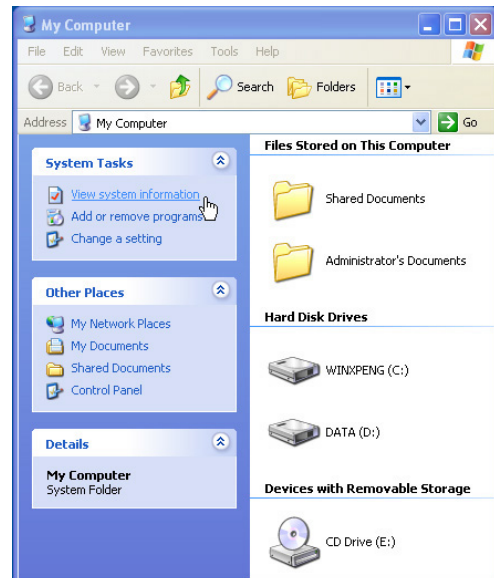 My Computer
File Edit View Favorites Tools Help
Back Search Folders
Address My Computer Go
System Tasks
View system information
Add or remove programs
Change a setting
Other Places
My Network Places
My Documents
Shared Documents
Control Panel
Details
My Computer
System Folder
Files Stored on This Computer
Shared Documents
Administrator's Documents
Hard Disk Drives
WINXPENG (C:)
DATA (D:)
Devices with Removable Storage
CD Drive (E:)